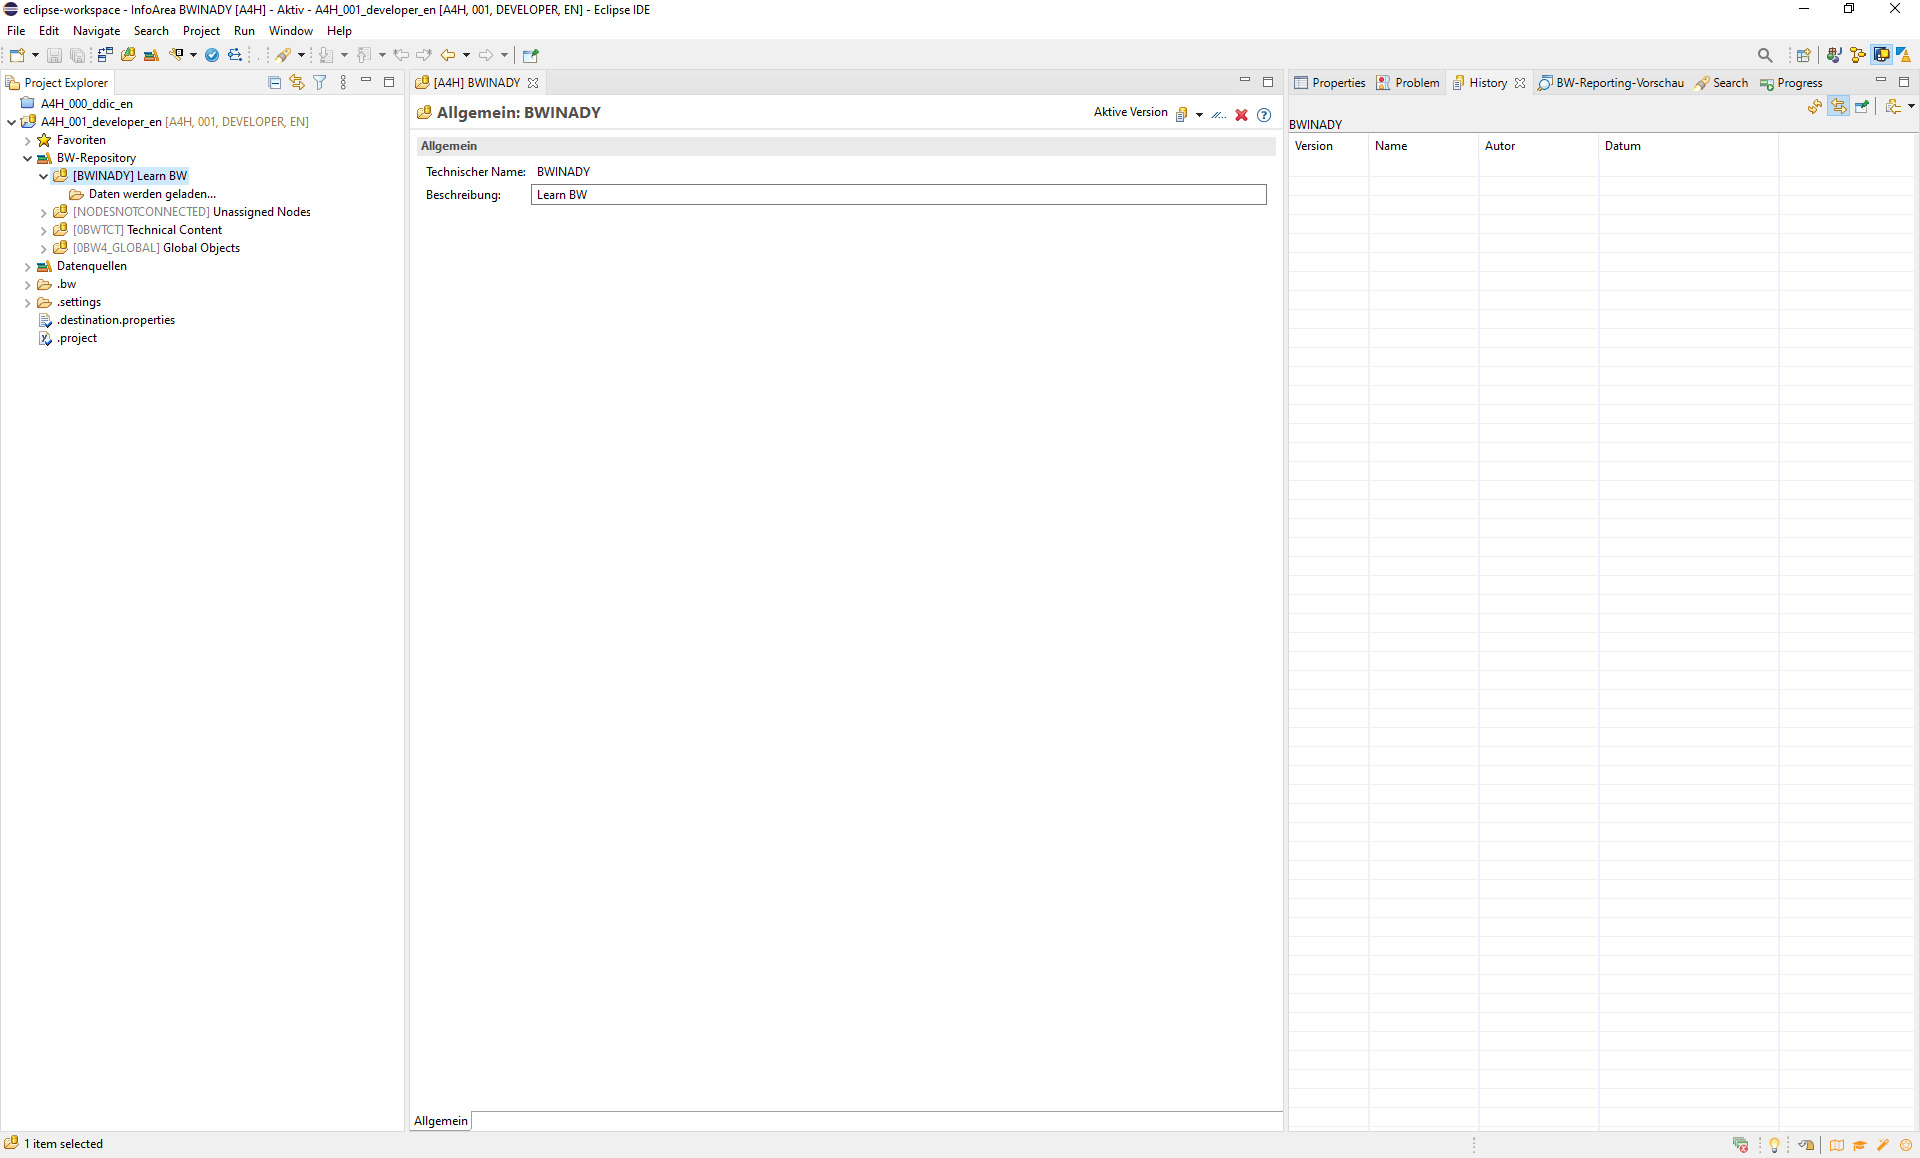 eclipse-workspace - InfoArea BWINADY [A4H] - Aktiv - A4H_001_developer_en [A4H, 001, DEVELOPER, EN] - Eclipse IDE
File Edit Navigate Search Project Run Window Help
Project Explorer
A4H_000_ddic_en
A4H_001_developer_en [A4H, 001, DEVELOPER, EN]
Favoriten
BW-Repository
[BWINADY] Learn BW
Daten werden geladen...
[NODESNOTCONNECTED] Unassigned Nodes
[0BWTCT] Technical Content
[0BW4_GLOBAL] Global Objects
Datenquellen
.bw
.settings
.destination.properties
.project
[A4H] BWINADY
Allgemein: BWINADY
Aktive Version
Allgemein
Technischer Name: BWINADY
Beschreibung: Learn BW
Allgemein
Properties Problem History BW-Reporting-Vorschau Search Progress
BWINADY
Version Name Autor Datum
1 item selected